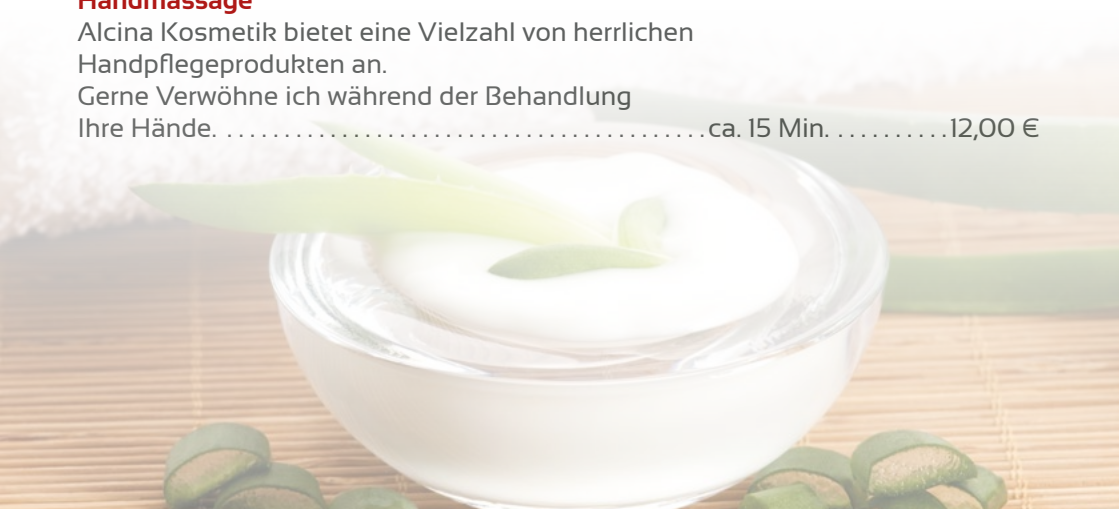 Handmassage
Alcina Kosmetik bietet eine Vielzahl von herrlichen
Handpflegeprodukten an.
Gerne Verwöhne ich während der Behandlung
Ihre Hände. . . . . . . . . . . . . . . . . . . . . . . . . . . . . . . . . . . . . . . . . ca. 15 Min. . . . . . . . . . . 12,00 €